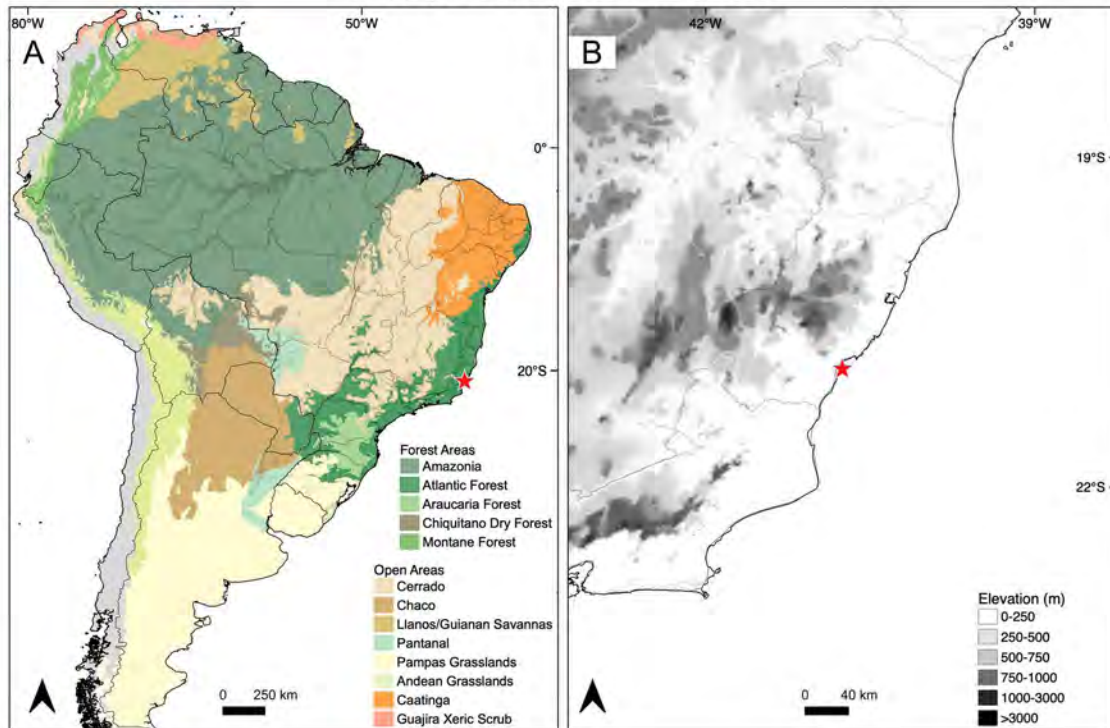 80°W
50°W
A
0°
20°S
Forest Areas
Amazonia
Atlantic Forest
Araucaria Forest
Chiquitano Dry Forest
Montane Forest
Open Areas
Cerrado
Chaco
Llanos/Guianan Savannas
Pantanal
Pampas Grasslands
Andean Grasslands
Caatinga
Guajira Xeric Scrub
0 250 km
42°W
39°W
B
19°S
22°S
Elevation (m)
0-250
250-500
500-750
750-1000
1000-3000
>3000
0 40 km